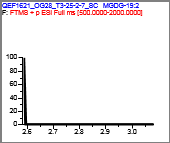 QEF1621_OG28_T3-25-2-7_SC MGDG-19:2
F: FTMS + p ESI Full ms [500.0000-2000.0000]
100
80
60
40
20
0
2.6 2.7 2.8 2.9 3.0